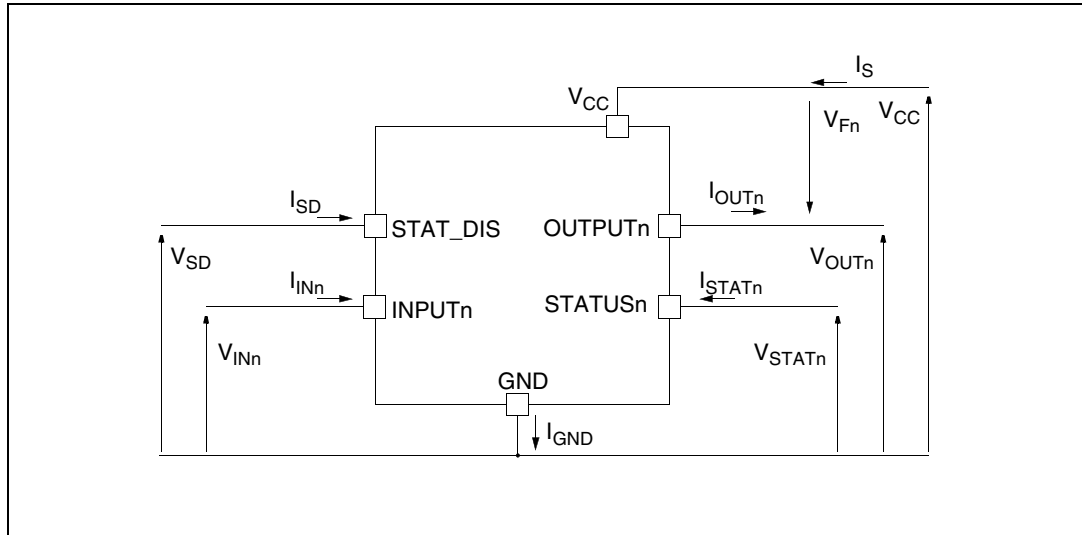 I_S
V_CC
V_Fn
V_CC
I_SD
I_OUTn
STAT_DIS
OUTPUTn
V_SD
V_OUTn
I_INn
I_STATn
INPUTn
STATUSn
V_INn
V_STATn
GND
I_GND